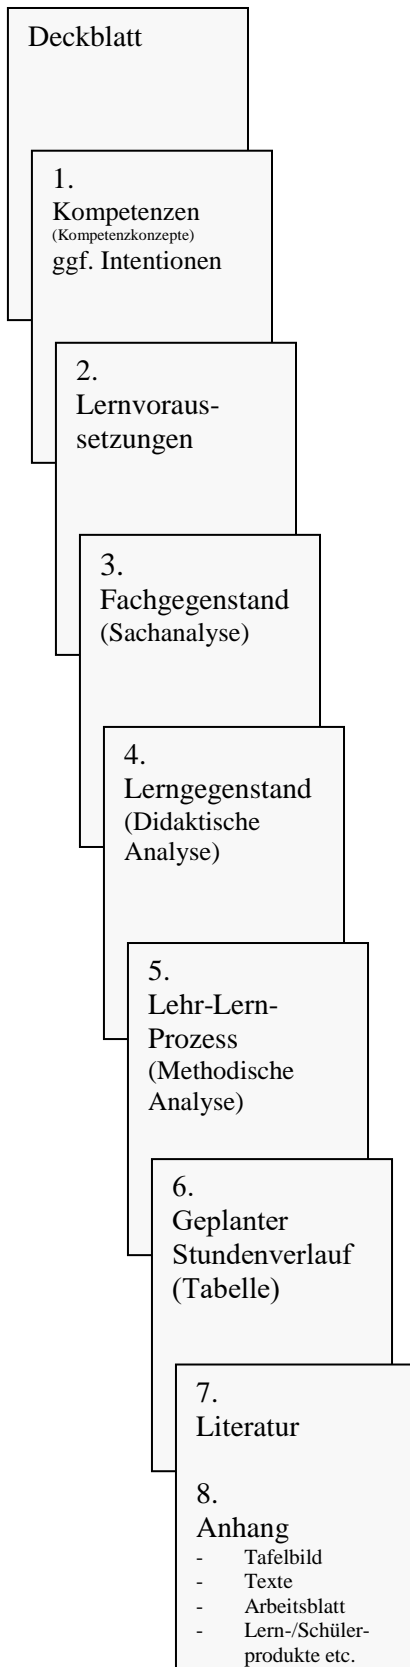 Deckblatt
1.
Kompetenzen
(Kompetenzkonzepte)
ggf. Intentionen
2.
Lernvoraus-
setzungen
3.
Fachgegenstand
(Sachanalyse)
4.
Lerngegenstand
(Didaktische
Analyse)
5.
Lehr-Lern-
Prozess
(Methodische
Analyse)
6.
Geplanter
Stundenverlauf
(Tabelle)
7.
Literatur
8.
Anhang
- Tafelbild
- Texte
- Arbeitsblatt
- Lern-/Schüler-
produkte etc.